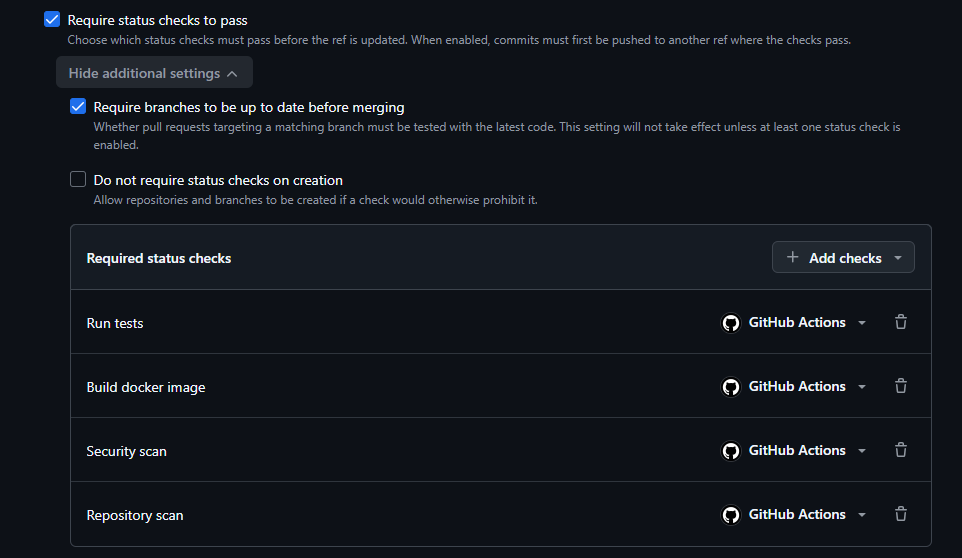 Require status checks to pass
Choose which status checks must pass before the ref is updated. When enabled, commits must first be pushed to another ref where the checks pass.
Hide additional settings
Require branches to be up to date before merging
Whether pull requests targeting a matching branch must be tested with the latest code. This setting will not take effect unless at least one status check is
enabled.
Do not require status checks on creation
Allow repositories and branches to be created if a check would otherwise prohibit it.
Required status checks
Add checks
Run tests
GitHub Actions
Build docker image
GitHub Actions
Security scan
GitHub Actions
Repository scan
GitHub Actions